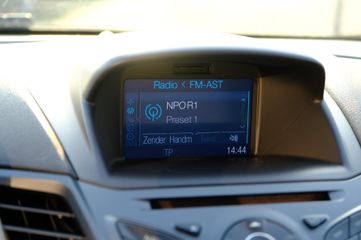 Radio < FM-AST
NPO R1
Preset 1
Zender Handm
TP 14:44